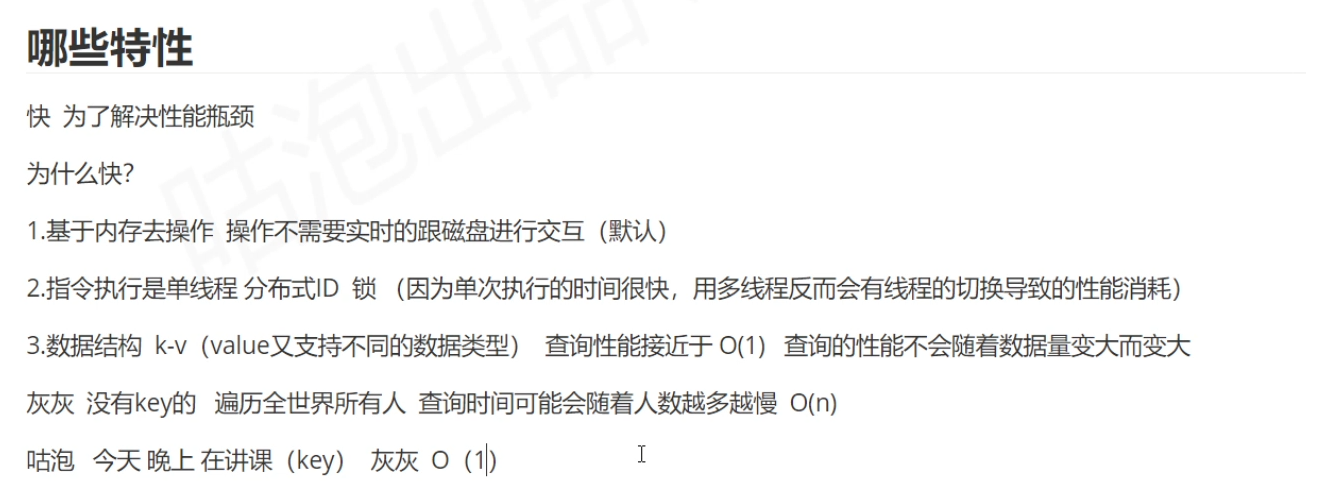 哪些特性
快 为了解决性能瓶颈
为什么快?
1.基于内存去操作 操作不需要实时的跟磁盘进行交互（默认）
2.指令执行是单线程 分布式ID 锁 （因为单次执行的时间很快，用多线程反而会有线程的切换导致的性能消耗）
3.数据结构 k-v（value又支持不同的数据类型） 查询性能接近于 O(1) 查询的性能不会随着数据量变大而变大
灰灰 没有key的 遍历全世界所有人 查询时间可能会随着人数越多越慢 O(n)
咕泡 今天 晚上 在讲课（key） 灰灰 O（1）
咕泡出品